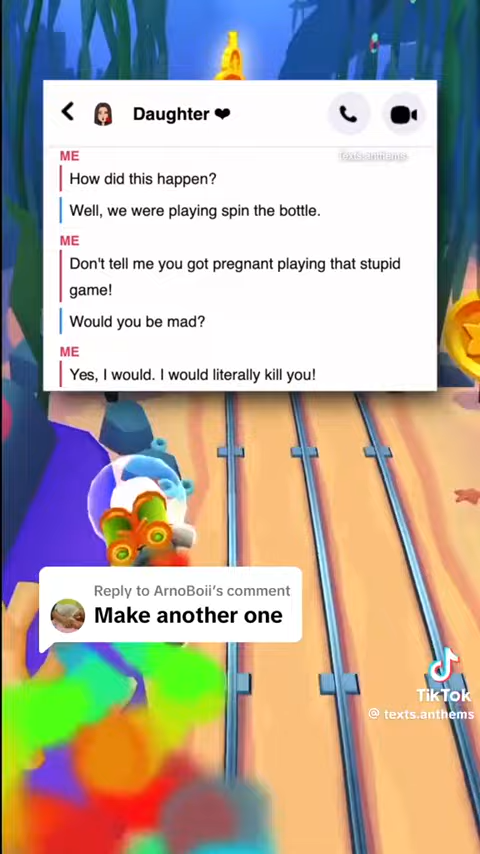 Daughter ❤
ME
Texts.anthems
How did this happen?
Well, we were playing spin the bottle.
ME
Don't tell me you got pregnant playing that stupid
game!
Would you be mad?
ME
Yes, I would. I would literally kill you!
Reply to ArnoBoii's comment
Make another one
TikTok
@ texts.anthems